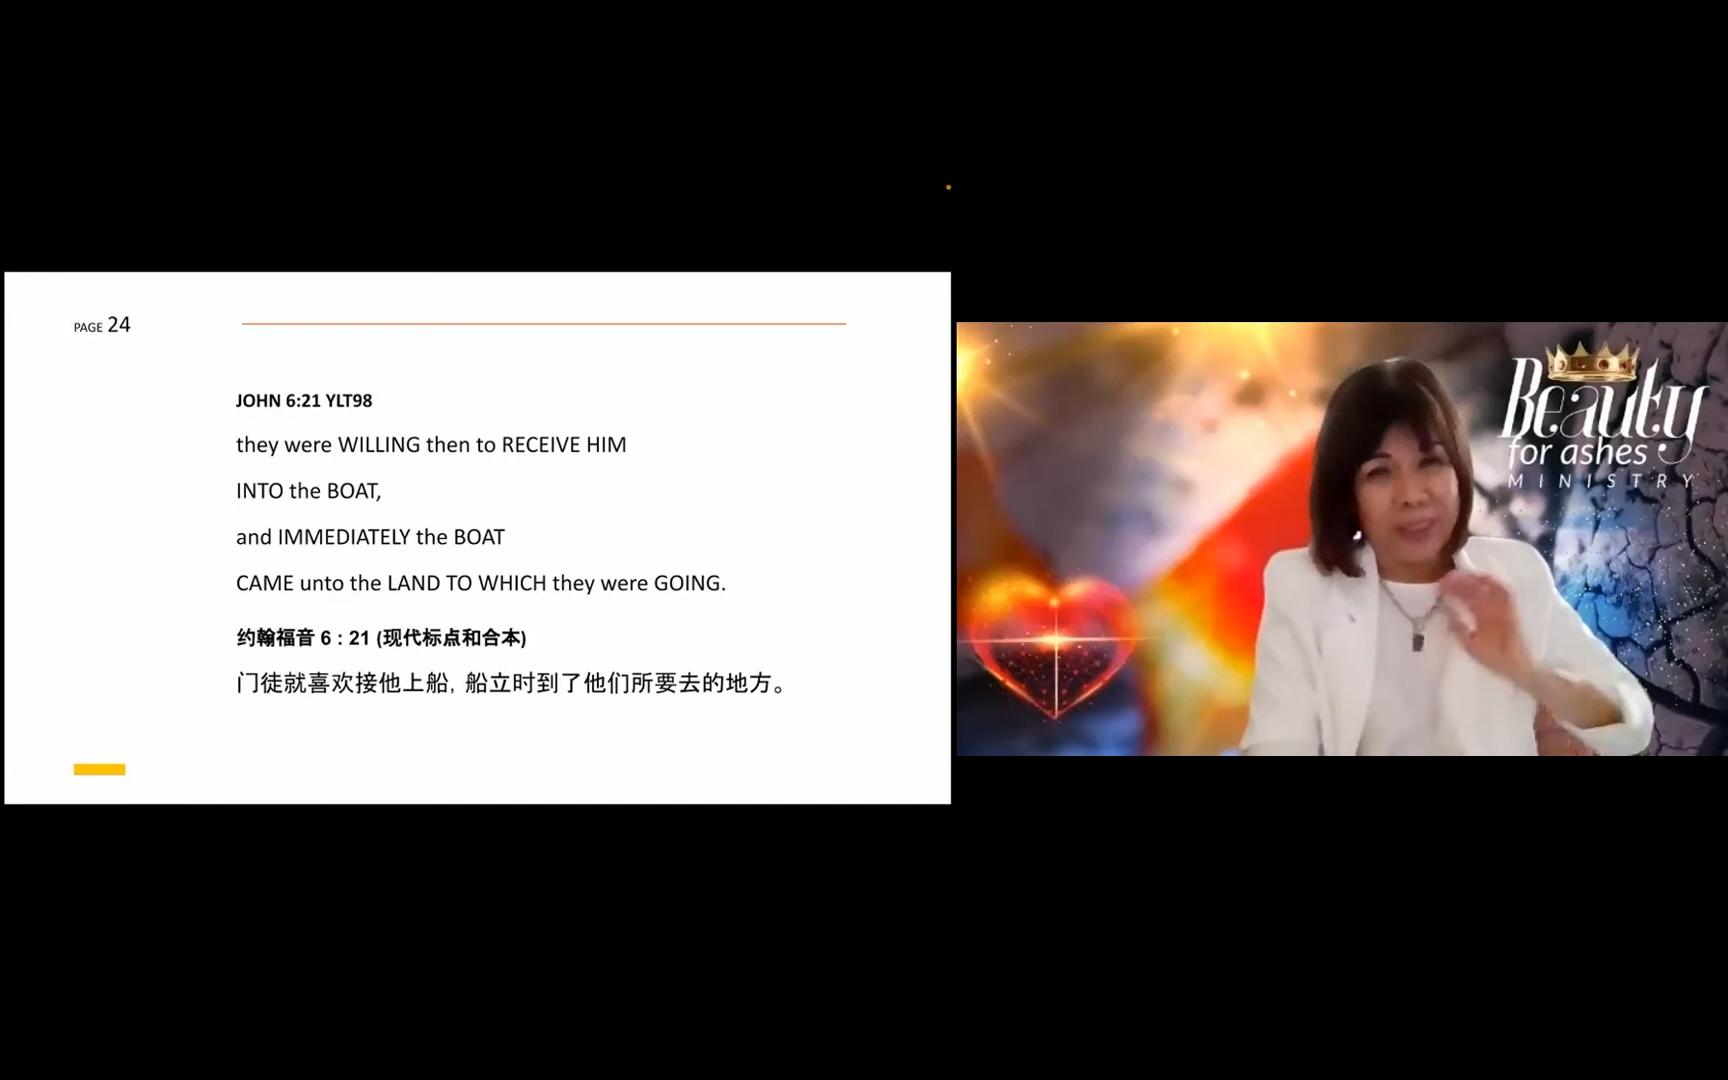 PAGE 24
JOHN 6:21 YLT98
they were WILLING then to RECEIVE HIM
INTO the BOAT,
and IMMEDIATELY the BOAT
CAME unto the LAND TO WHICH they were GOING.
约翰福音 6：21 (现代标点和合本)
门徒就喜欢接他上船，船立时到了他们所要去的地方。
Beauty
for ashes
MINISTRY